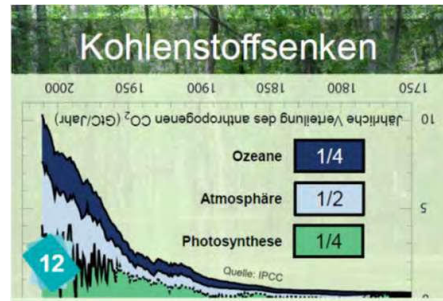 Kohlenstoffsenken
1750 1800 1850 1900 1950 2000
Jährliche Verteilung des anthropogenen CO₂ (GtC/Jahr)
10
Ozeane 1/4
Atmosphäre 1/2
5
Photosynthese 1/4
12
Quelle: IPCC
0